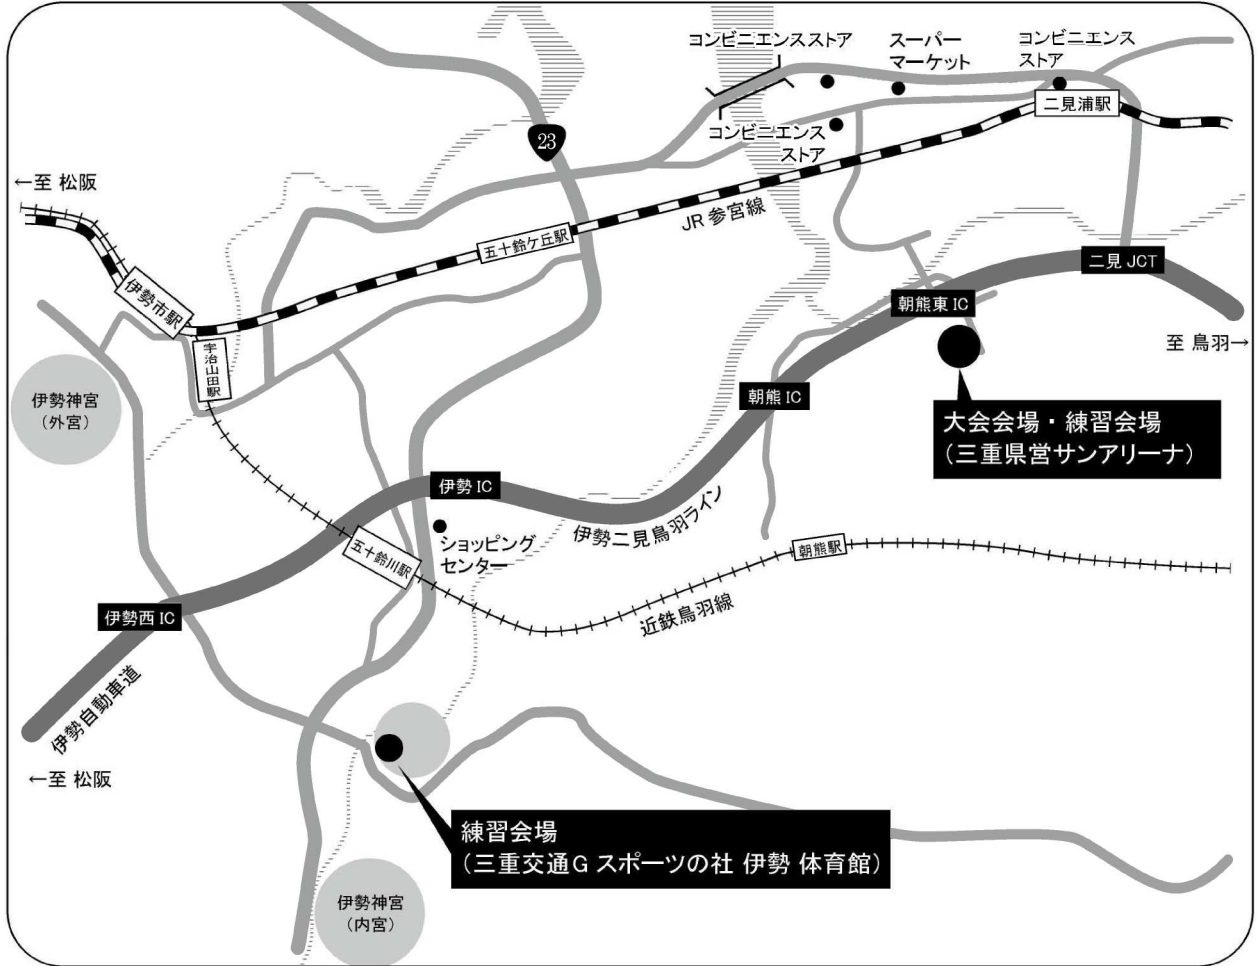 コンビニエンスストア
スーパー
マーケット
コンビニエンス
ストア
二見浦駅
コンビニエンス
ストア
23
←至 松阪
JR 参宮線
五十鈴ケ丘駅
二見 JCT
伊勢市駅
朝熊東 IC
至 鳥羽→
宇治山田駅
伊勢神宮
(外宮)
朝熊 IC
大会会場・練習会場
(三重県営サンアリーナ)
伊勢 IC
伊勢二見鳥羽ライン
ショッピング
センター
五十鈴川駅
朝熊駅
近鉄鳥羽線
伊勢西 IC
伊勢自動車道
←至 松阪
練習会場
(三重交通G スポーツの社 伊勢 体育館)
伊勢神宮
(内宮)